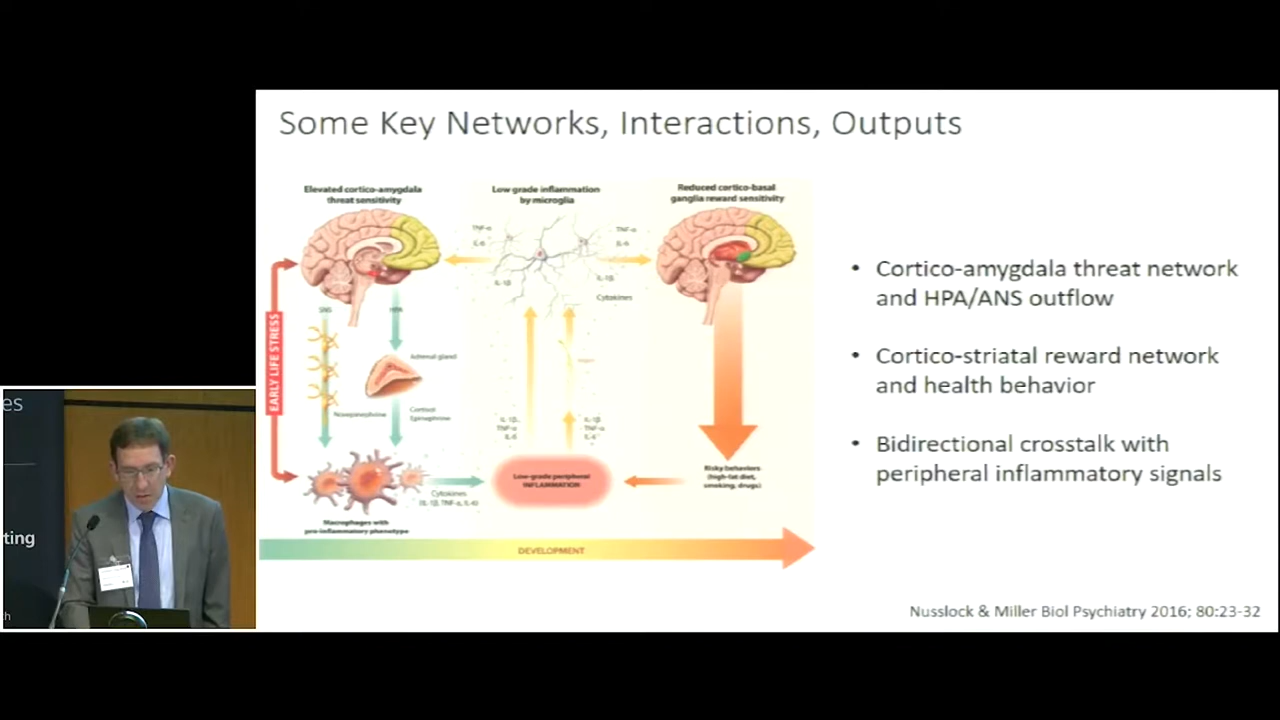 Some Key Networks, Interactions, Outputs
Elevated cortico-amygdala
threat sensitivity
Low grade inflammation
by microglia
Reduced cortico-basal
ganglia reward sensitivity
TNF-α
IL-6
IL-1β
TNF-α
IL-6
IL-1β
Cytokines
SNS
HPA
Adrenal gland
EARLY LIFE STRESS
Norepinephrine
Cortisol
Epinephrine
IL-1β
TNF-α
IL-6
IL-1β
TNF-α
Cytokines
(IL-1β, TNF-α, IL-6)
Low-grade peripheral
INFLAMMATION
Risky behaviors
(high-fat diet,
smoking, drugs)
Macrophages with
pro-inflammatory phenotype
DEVELOPMENT
• Cortico-amygdala threat network
and HPA/ANS outflow
• Cortico-striatal reward network
and health behavior
• Bidirectional crosstalk with
peripheral inflammatory signals
Nusslock & Miller Biol Psychiatry 2016; 80:23-32
es
ting
h